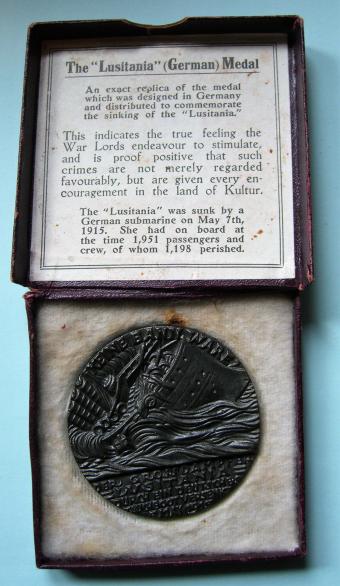 The "Lusitania" (German) Medal
An exact replica of the medal
which was designed in Germany
and distributed to commemorate
the sinking of the "Lusitania."
This indicates the true feeling the
War Lords endeavour to stimulate,
and is proof positive that such
crimes are not merely regarded
favourably, but are given every en-
couragement in the land of Kultur.
The "Lusitania" was sunk by a
German submarine on May 7th,
1915. She had on board at
the time 1,951 passengers and
crew, of whom 1,198 perished.
KEINE BANNWARE